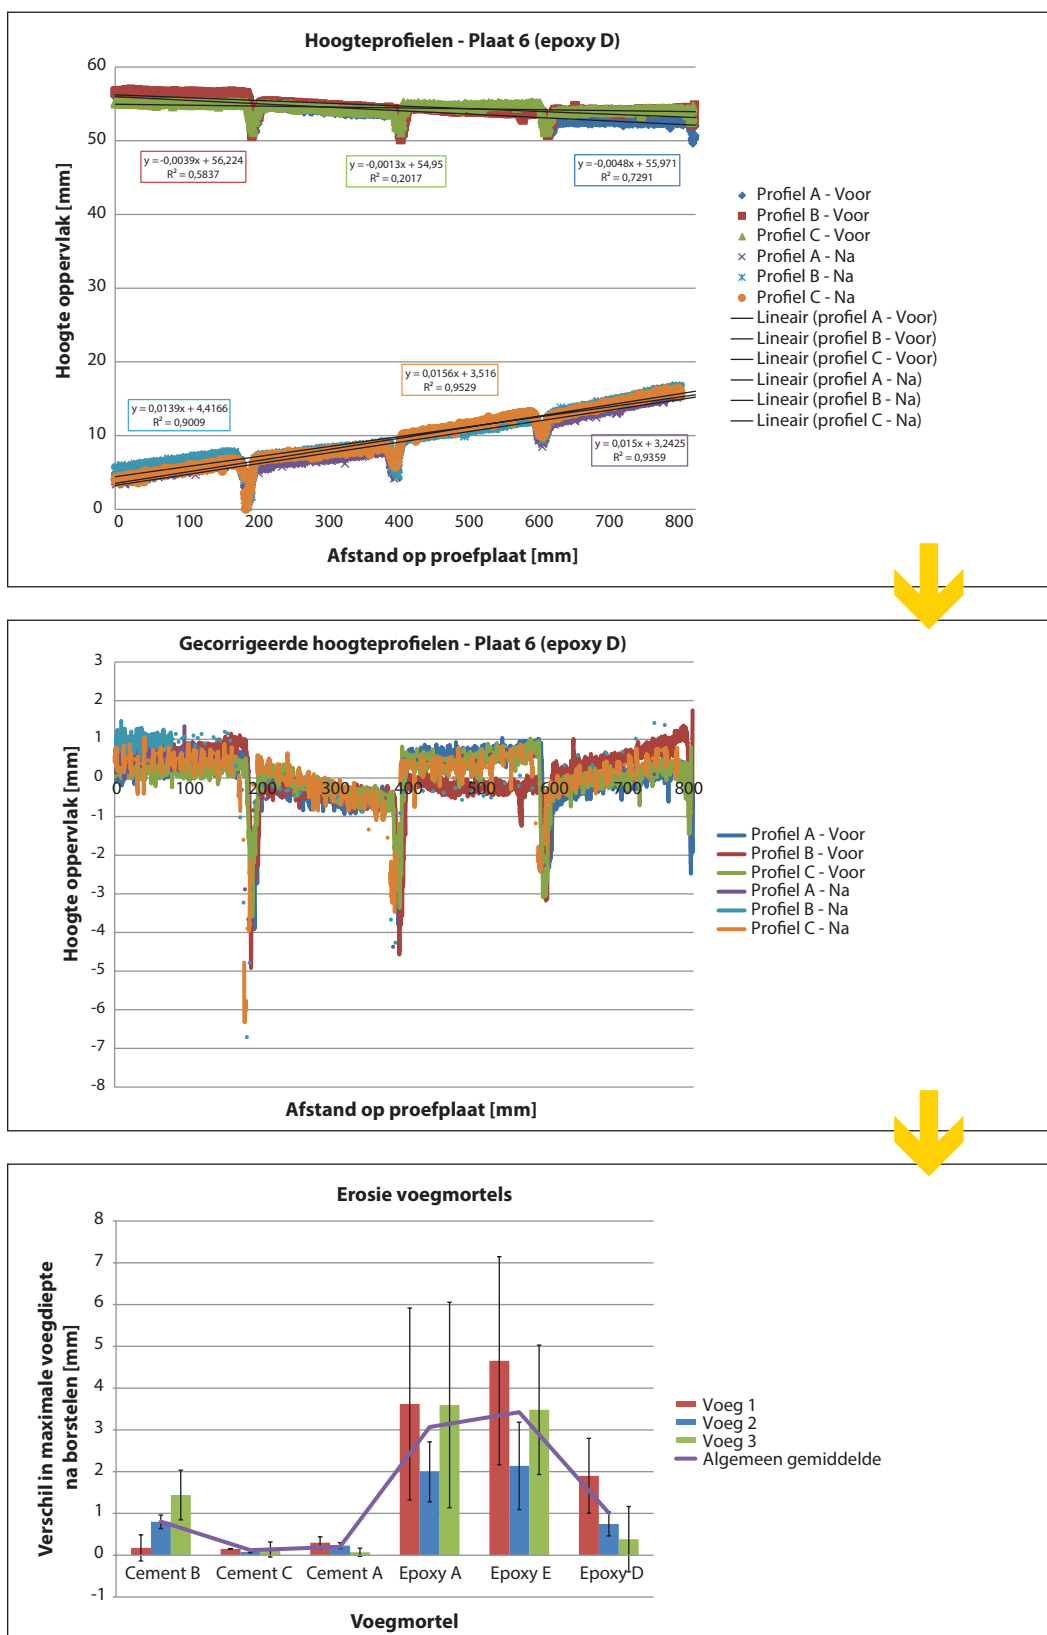 Hoogteprofielen - Plaat 6 (epoxy D)
60
50
40
30
20
10
0
Hoogte oppervlak [mm]
y = -0,0039x + 56,224
R² = 0,5837
y = -0,0013x + 54,95
R² = 0,2017
y = -0,0048x + 55,971
R² = 0,7291
y = 0,0139x + 4,4166
R² = 0,9009
y = 0,0156x + 3,516
R² = 0,9529
y = 0,015x + 3,2425
R² = 0,9359
0 100 200 300 400 500 600 700 800
Afstand op proefplaat [mm]
Profiel A - Voor
Profiel B - Voor
Profiel C - Voor
Profiel A - Na
Profiel B - Na
Profiel C - Na
Lineair (profiel A - Voor)
Lineair (profiel B - Voor)
Lineair (profiel C - Voor)
Lineair (profiel A - Na)
Lineair (profiel B - Na)
Lineair (profiel C - Na)
Gecorrigeerde hoogteprofielen - Plaat 6 (epoxy D)
3
2
1
0
-1
-2
-3
-4
-5
-6
-7
-8
Hoogte oppervlak [mm]
0 100 200 300 400 500 600 700 800
Afstand op proefplaat [mm]
Profiel A - Voor
Profiel B - Voor
Profiel C - Voor
Profiel A - Na
Profiel B - Na
Profiel C - Na
Erosie voegmortels
8
7
6
5
4
3
2
1
0
-1
Verschil in maximale voegdiepte
na borstelen [mm]
Cement B Cement C Cement A Epoxy A Epoxy E Epoxy D
Voegmortel
Voeg 1
Voeg 2
Voeg 3
Algemeen gemiddelde